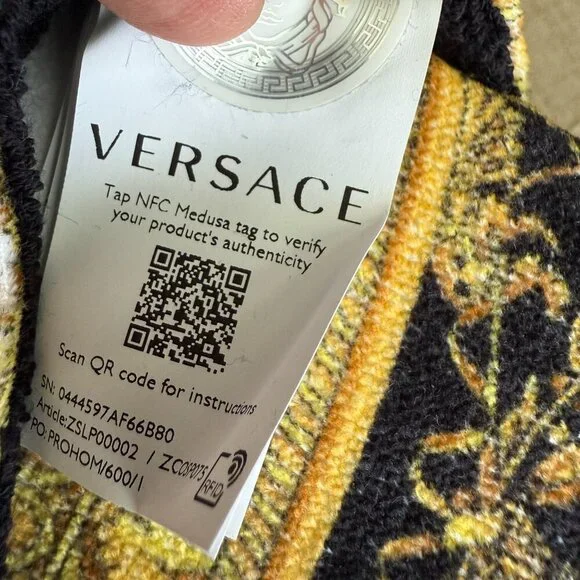 VERSACE
Tap NFC Medusa tag to verify
your product's authenticity
Scan QR code for instructions
SN: 0444597AF66B80
Article:ZSLP00002 / ZCOSP075
PO: PROHOM/600/1
RFID